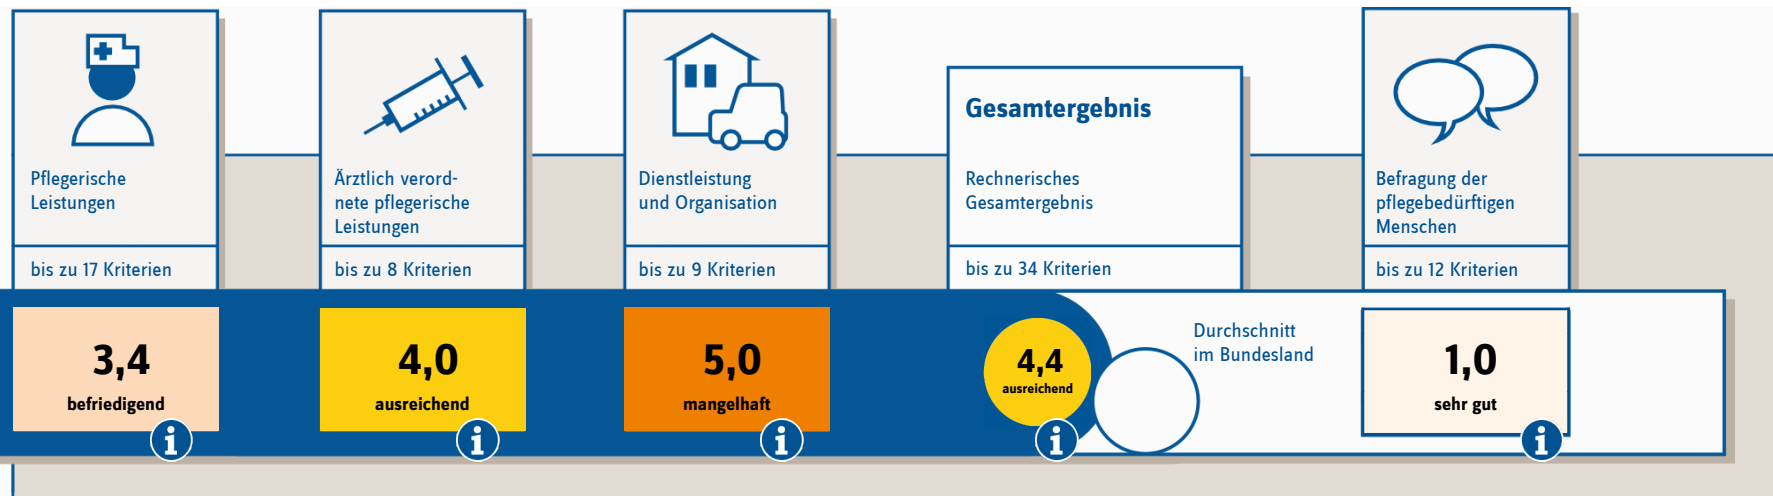 Pflegerische
Leistungen
bis zu 17 Kriterien
3,4
befriedigend
i
Ärztlich verord-
nete pflegerische
Leistungen
bis zu 8 Kriterien
4,0
ausreichend
i
Dienstleistung
und Organisation
bis zu 9 Kriterien
5,0
mangelhaft
i
Gesamtergebnis
Rechnerisches
Gesamtergebnis
bis zu 34 Kriterien
4,4
ausreichend
i
Durchschnitt
im Bundesland
Befragung der
pflegebedürftigen
Menschen
bis zu 12 Kriterien
1,0
sehr gut
i